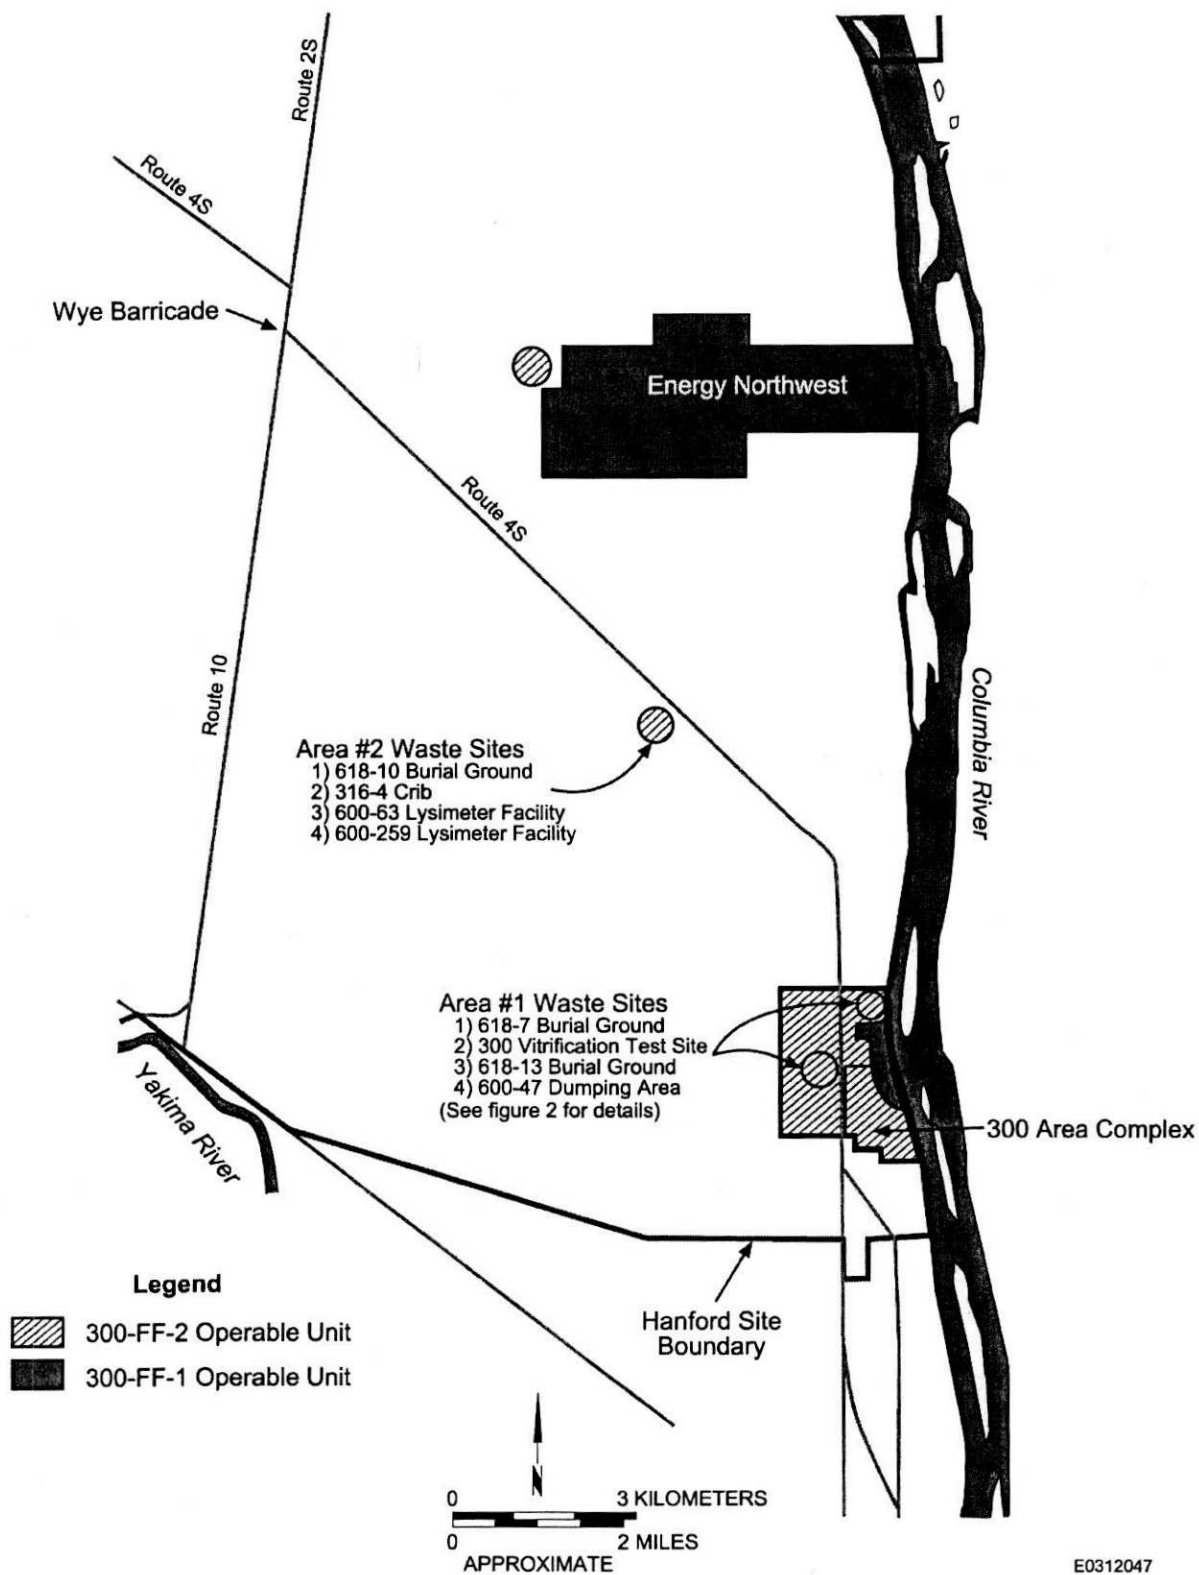 Route 2S
Route 4S
Wye Barricade
Energy Northwest
Route 4S
Route 10
Columbia River
Area #2 Waste Sites
1) 618-10 Burial Ground
2) 316-4 Crib
3) 600-63 Lysimeter Facility
4) 600-259 Lysimeter Facility
Area #1 Waste Sites
1) 618-7 Burial Ground
2) 300 Vitrification Test Site
3) 618-13 Burial Ground
4) 600-47 Dumping Area
(See figure 2 for details)
Yakima River
300 Area Complex
Hanford Site
Boundary
Legend
300-FF-2 Operable Unit
300-FF-1 Operable Unit
N
0 3 KILOMETERS
0 2 MILES
APPROXIMATE
E0312047